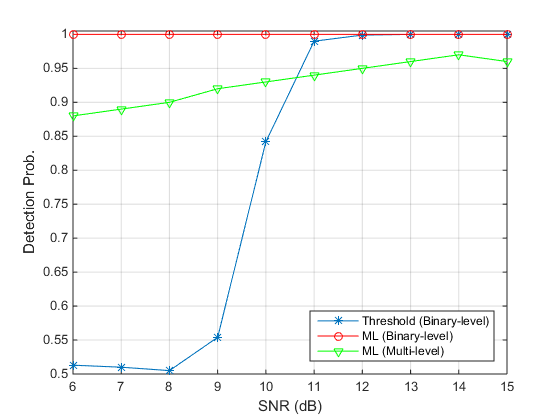 1
0.95
0.9
0.85
0.8
0.75
0.7
0.65
0.6
0.55
0.5
Detection Prob.
6 7 8 9 10 11 12 13 14 15
SNR (dB)
Threshold (Binary-level)
ML (Binary-level)
ML (Multi-level)